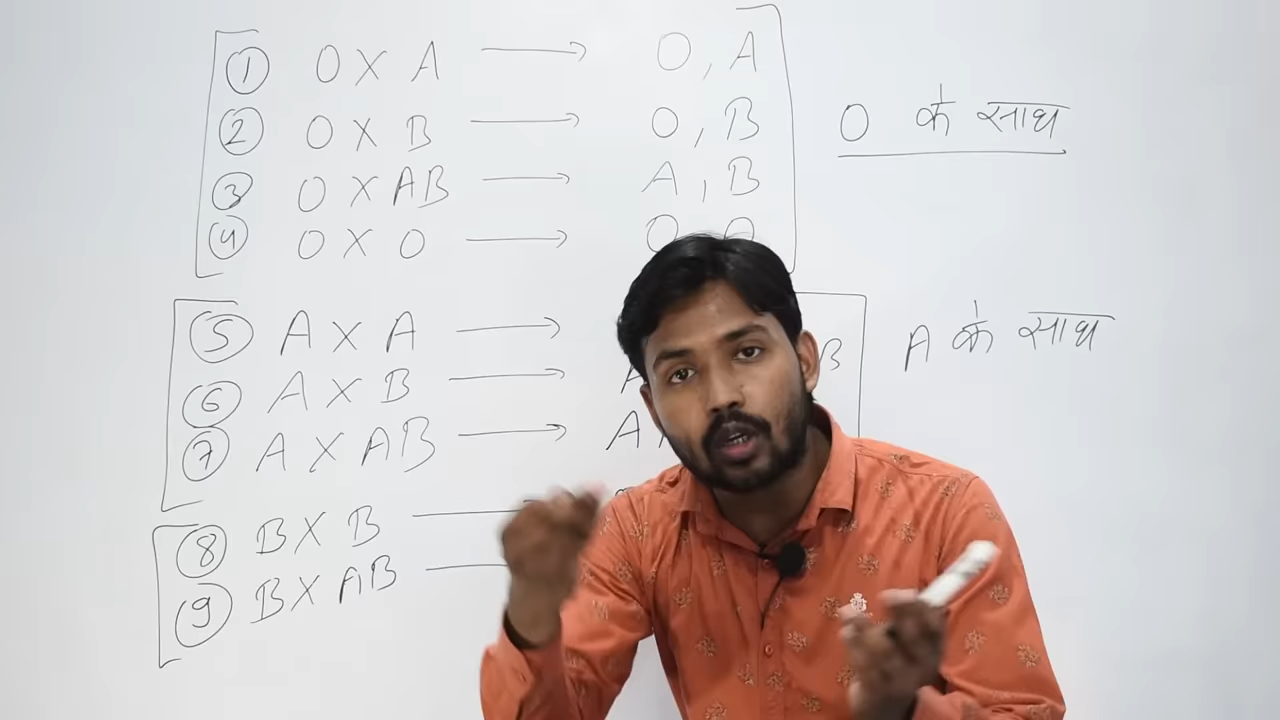 ① O X A → O, A
② O X B → O, B
③ O X AB → A, B
④ O X O → O, O
O के साथ
⑤ A X A →
⑥ A X B → A B
⑦ A X AB → A
A के साथ
⑧ B X B
⑨ B X AB